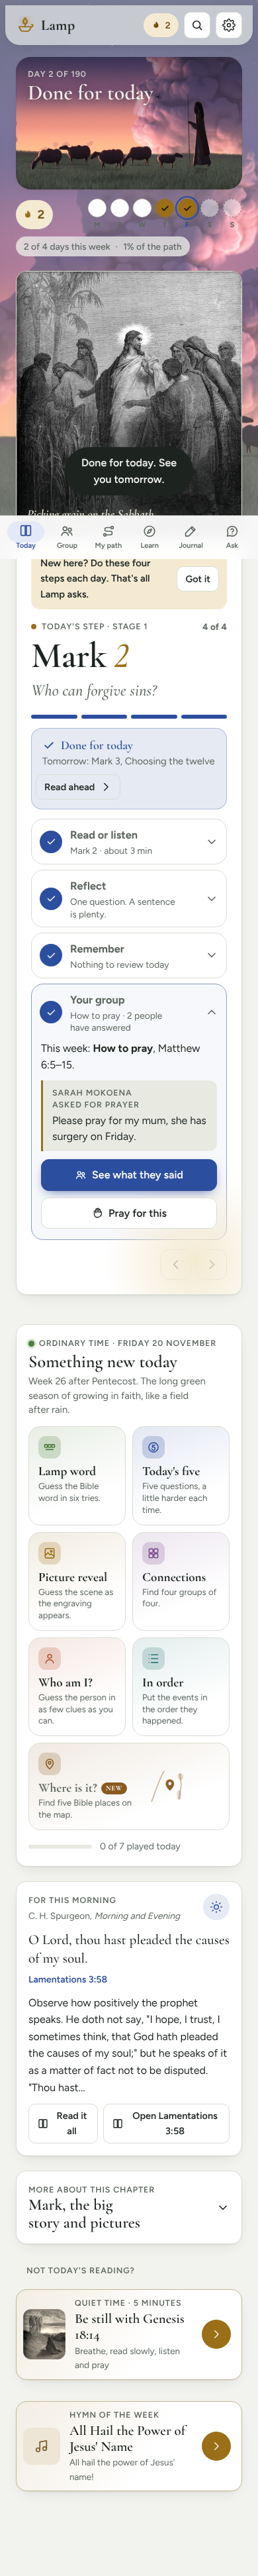 Lamp
2
DAY 2 OF 190
Done for today
2
M T W T F S S
2 of 4 days this week · 1% of the path
Done for today. See
you tomorrow.
Picking grain on the Sabbath
Today
Group
My path
Learn
Journal
Ask
New here? Do these four
steps each day. That's all
Lamp asks.
Got it
TODAY'S STEP · STAGE 1
4 of 4
Mark 2
Who can forgive sins?
Done for today
Tomorrow: Mark 3, Choosing the twelve
Read ahead
Read or listen
Mark 2 · about 3 min
Reflect
One question. A sentence
is plenty.
Remember
Nothing to review today
Your group
How to pray · 2 people
have answered
This week: How to pray, Matthew
6:5–15.
SARAH MOKOENA
ASKED FOR PRAYER
Please pray for my mum, she has
surgery on Friday.
See what they said
Pray for this
ORDINARY TIME · FRIDAY 20 NOVEMBER
Something new today
Week 26 after Pentecost. The long green
season of growing in faith, like a field
after rain.
Lamp word
Guess the Bible
word in six tries.
Today's five
Five questions, a
little harder each
time.
Picture reveal
Guess the scene as
the engraving
appears.
Connections
Find four groups of
four.
Who am I?
Guess the person in
as few clues as you
can.
In order
Put the events in
the order they
happened.
Where is it? NEW
Find five Bible places on
the map.
0 of 7 played today
FOR THIS MORNING
C. H. Spurgeon, Morning and Evening
O Lord, thou hast pleaded the causes
of my soul.
Lamentations 3:58
Observe how positively the prophet
speaks. He doth not say, "I hope, I trust, I
sometimes think, that God hath pleaded
the causes of my soul;" but he speaks of it
as a matter of fact not to be disputed.
"Thou hast…
Read it
all
Open Lamentations
3:58
MORE ABOUT THIS CHAPTER
Mark, the big
story and pictures
NOT TODAY'S READING?
QUIET TIME · 5 MINUTES
Be still with Genesis
18:14
Breathe, read slowly, listen
and pray
HYMN OF THE WEEK
All Hail the Power of
Jesus' Name
All hail the power of Jesus'
name!